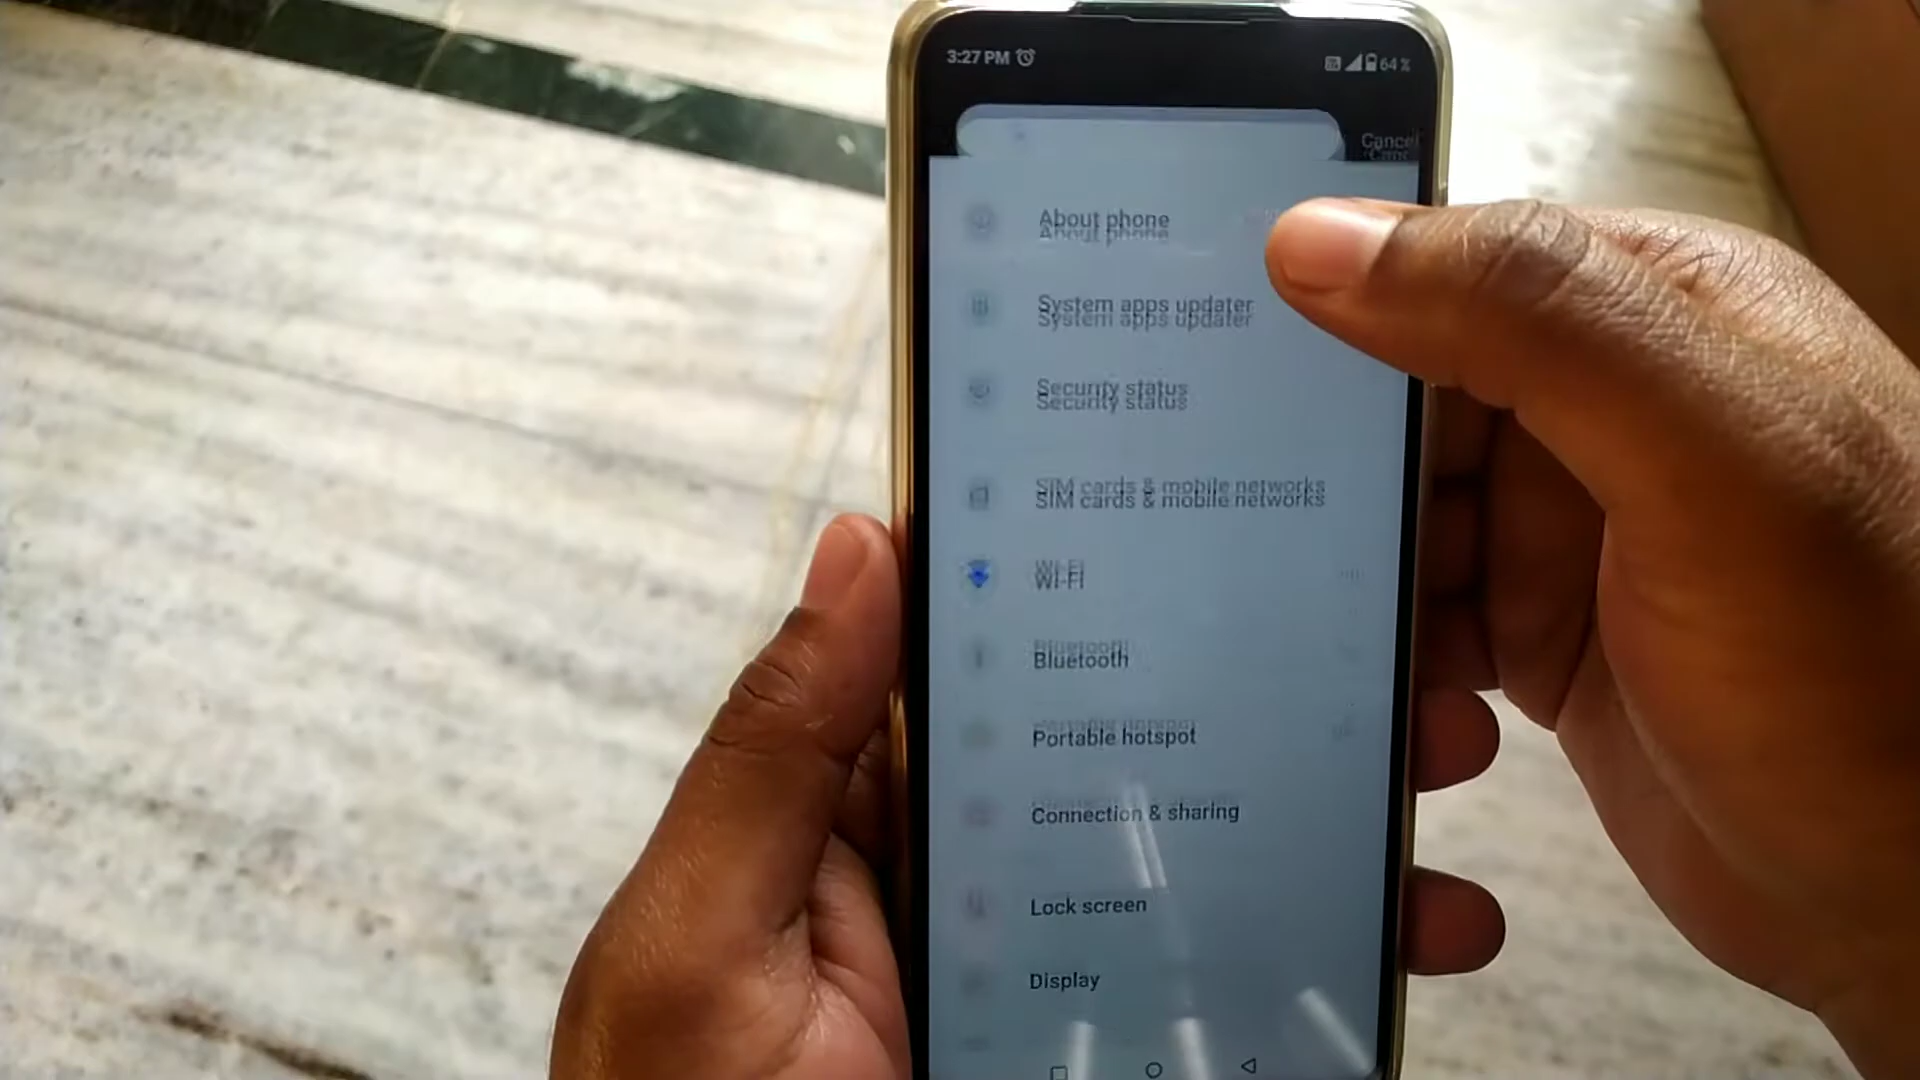 3:27 PM
64%
Cancel
About phone
System apps updater
Security status
SIM cards & mobile networks
Wi-Fi
Bluetooth
Portable hotspot
Connection & sharing
Lock screen
Display